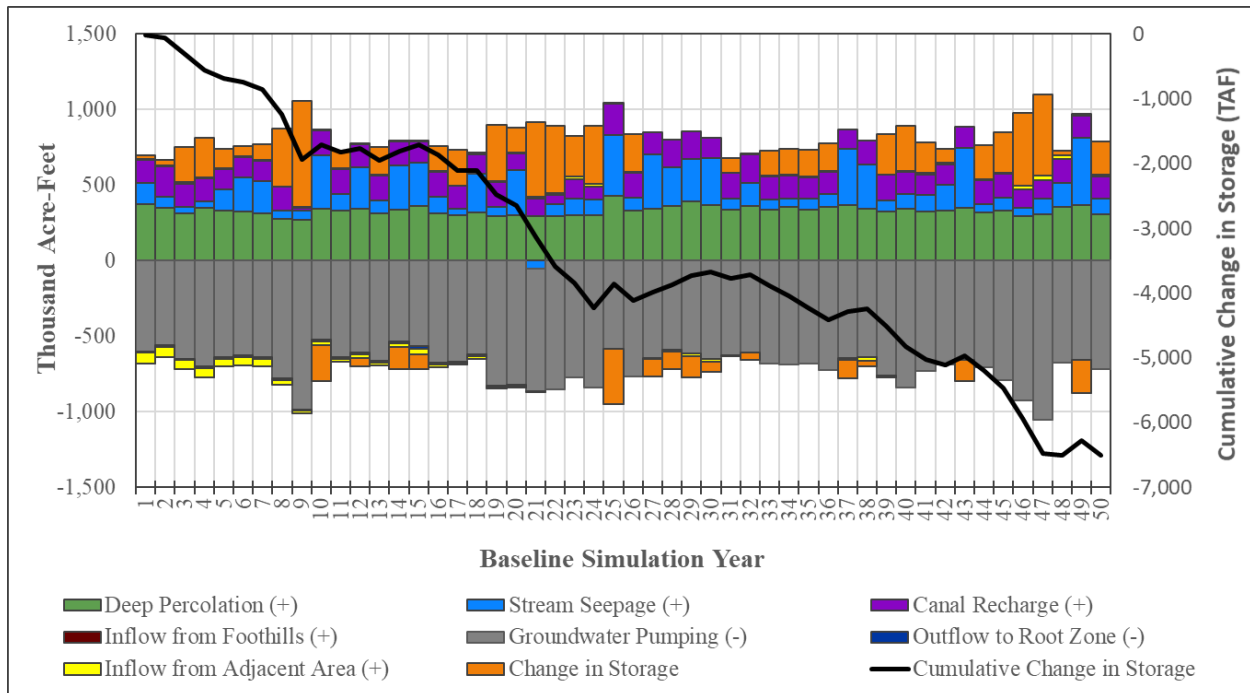 1,500
1,000
500
0
-500
-1,000
-1,500
Thousand Acre-Feet
0
-1,000
-2,000
-3,000
-4,000
-5,000
-6,000
-7,000
Cumulative Change in Storage (TAF)
1 2 3 4 5 6 7 8 9 10 11 12 13 14 15 16 17 18 19 20 21 22 23 24 25 26 27 28 29 30 31 32 33 34 35 36 37 38 39 40 41 42 43 44 45 46 47 48 49 50
Baseline Simulation Year
Deep Percolation (+) Stream Seepage (+) Canal Recharge (+)
Inflow from Foothills (+) Groundwater Pumping (-) Outflow to Root Zone (-)
Inflow from Adjacent Area (+) Change in Storage Cumulative Change in Storage